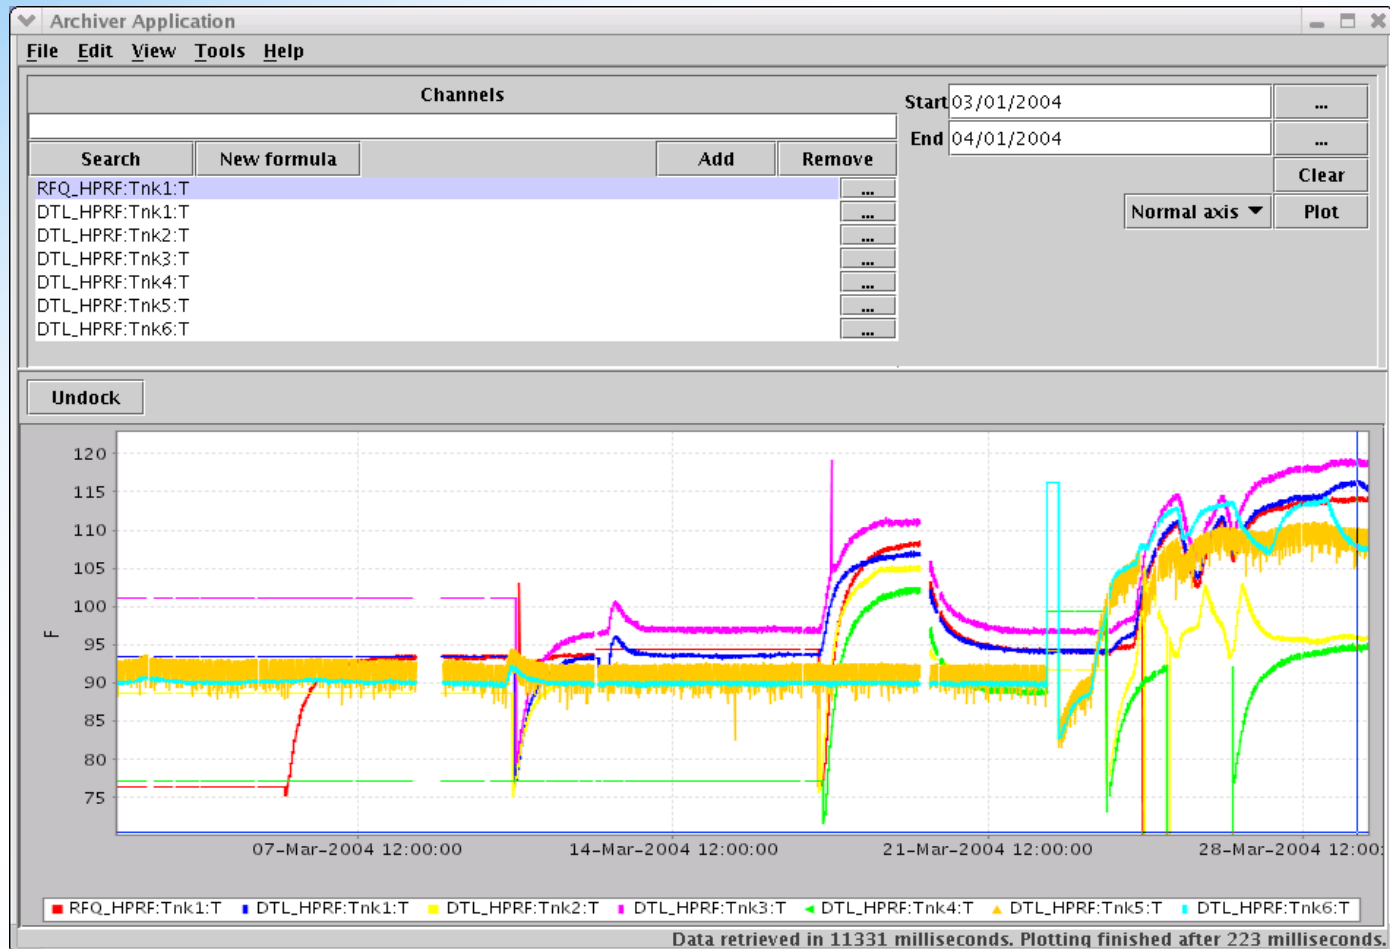 Archiver Application
File Edit View Tools Help
Channels
Start 03/01/2004 ...
End 04/01/2004 ...
Search New formula Add Remove
Clear
RFQ_HPRF:Tnk1:T ...
DTL_HPRF:Tnk1:T ...
Normal axis Plot
DTL_HPRF:Tnk2:T ...
DTL_HPRF:Tnk3:T ...
DTL_HPRF:Tnk4:T ...
DTL_HPRF:Tnk5:T ...
DTL_HPRF:Tnk6:T ...
Undock
120
115
110
105
100
F
95
90
85
80
75
07-Mar-2004 12:00:00 14-Mar-2004 12:00:00 21-Mar-2004 12:00:00 28-Mar-2004 12:00:
RFQ_HPRF:Tnk1:T DTL_HPRF:Tnk1:T DTL_HPRF:Tnk2:T DTL_HPRF:Tnk3:T DTL_HPRF:Tnk4:T DTL_HPRF:Tnk5:T DTL_HPRF:Tnk6:T
Data retrieved in 11331 milliseconds. Plotting finished after 223 milliseconds.